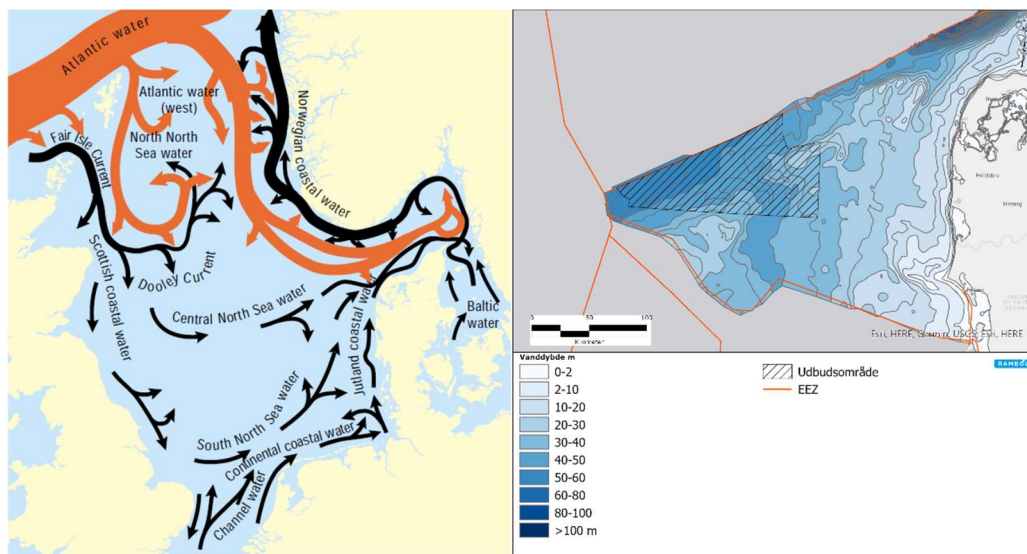 Atlantic water
Atlantic water
(west)
North North
Sea water
Fair Isle Current
Norwegian coastal water
Scottish coastal water
Dooley Current
Central North Sea water
Jutland coastal water
Baltic
water
South North Sea water
Continental coastal water
Channel water
0
50
100
Kilometer
Esri, HERE, Garmin, USGS, Esri, HERE
Vanddybde m
0-2
2-10
10-20
20-30
30-40
40-50
50-60
60-80
80-100
>100 m
Udbudsområde
EEZ